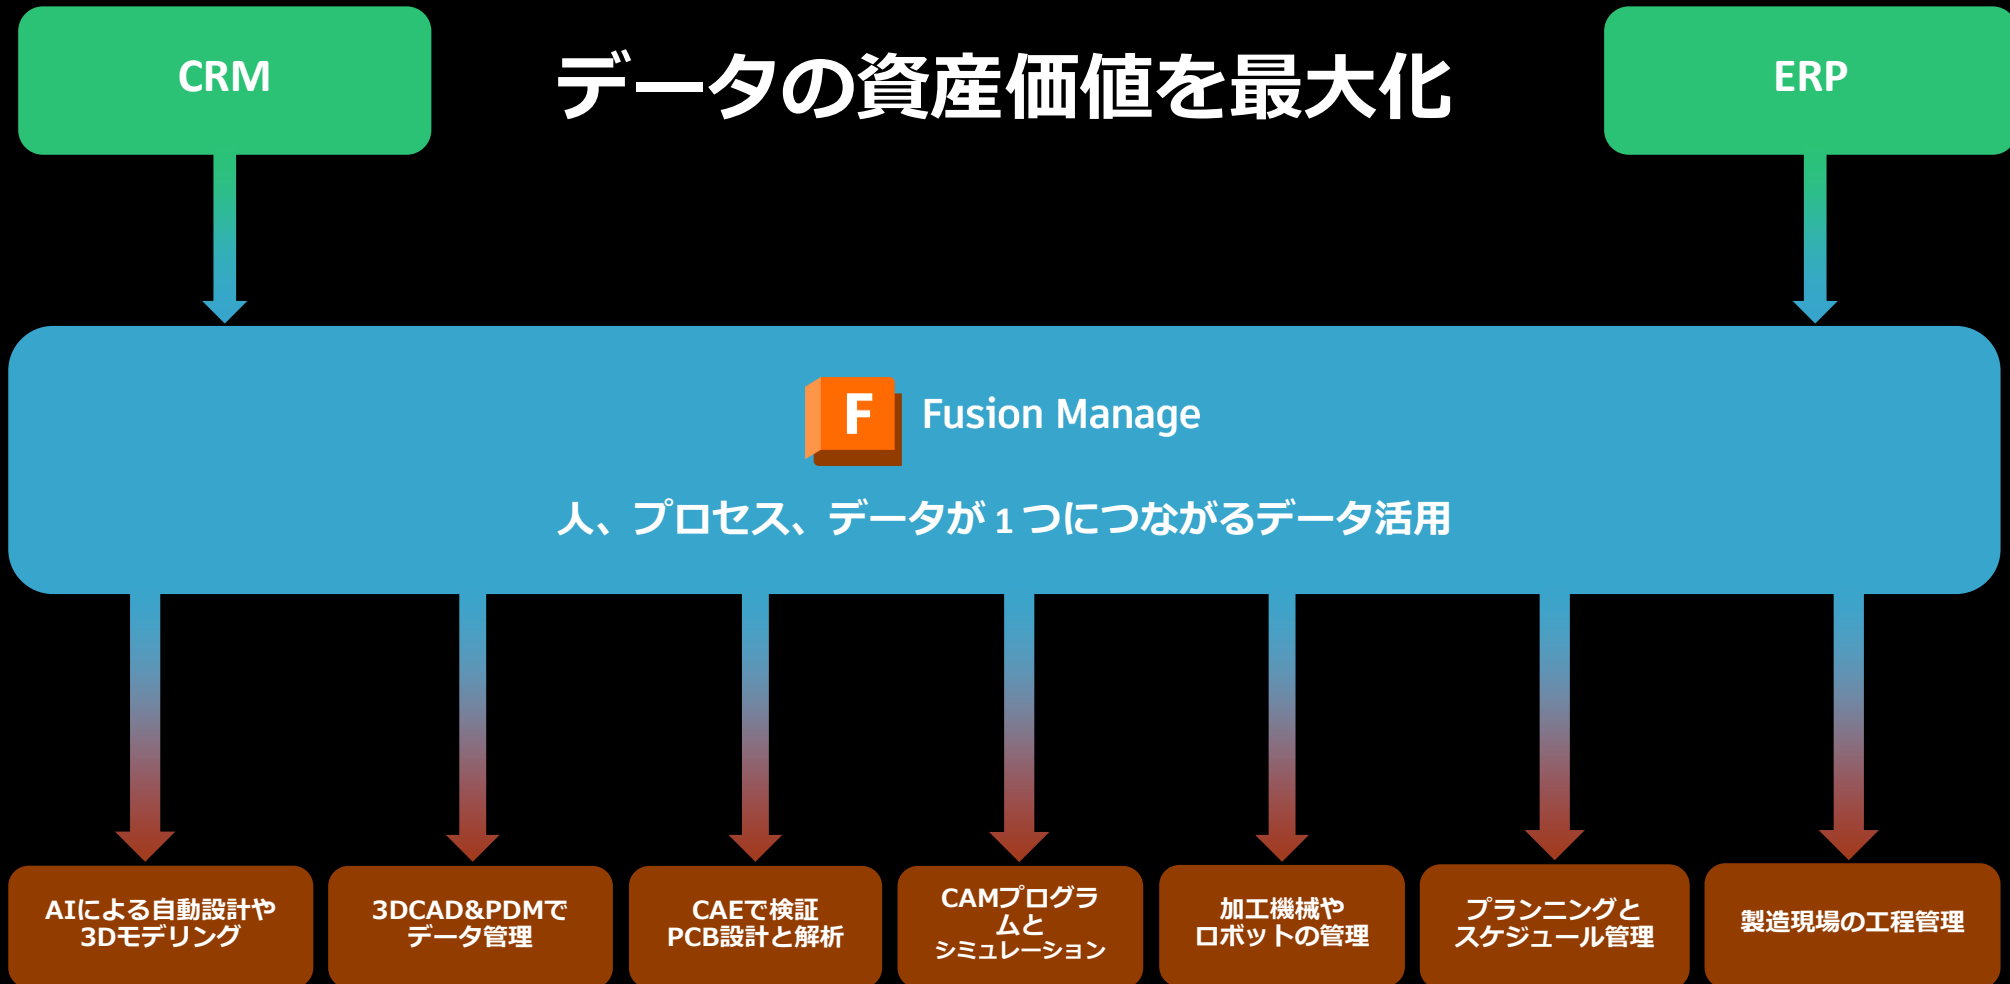 CRM
データの資産価値を最大化
ERP
F
Fusion Manage
人、プロセス、データが 1 つにつながるデータ活用
AIによる自動設計や
3Dモデリング
3DCAD&PDMで
データ管理
CAEで検証
PCB設計と解析
CAMプログラ
ムと
シミュレーション
加工機械や
ロボットの管理
プランニングと
スケジュール管理
製造現場の工程管理